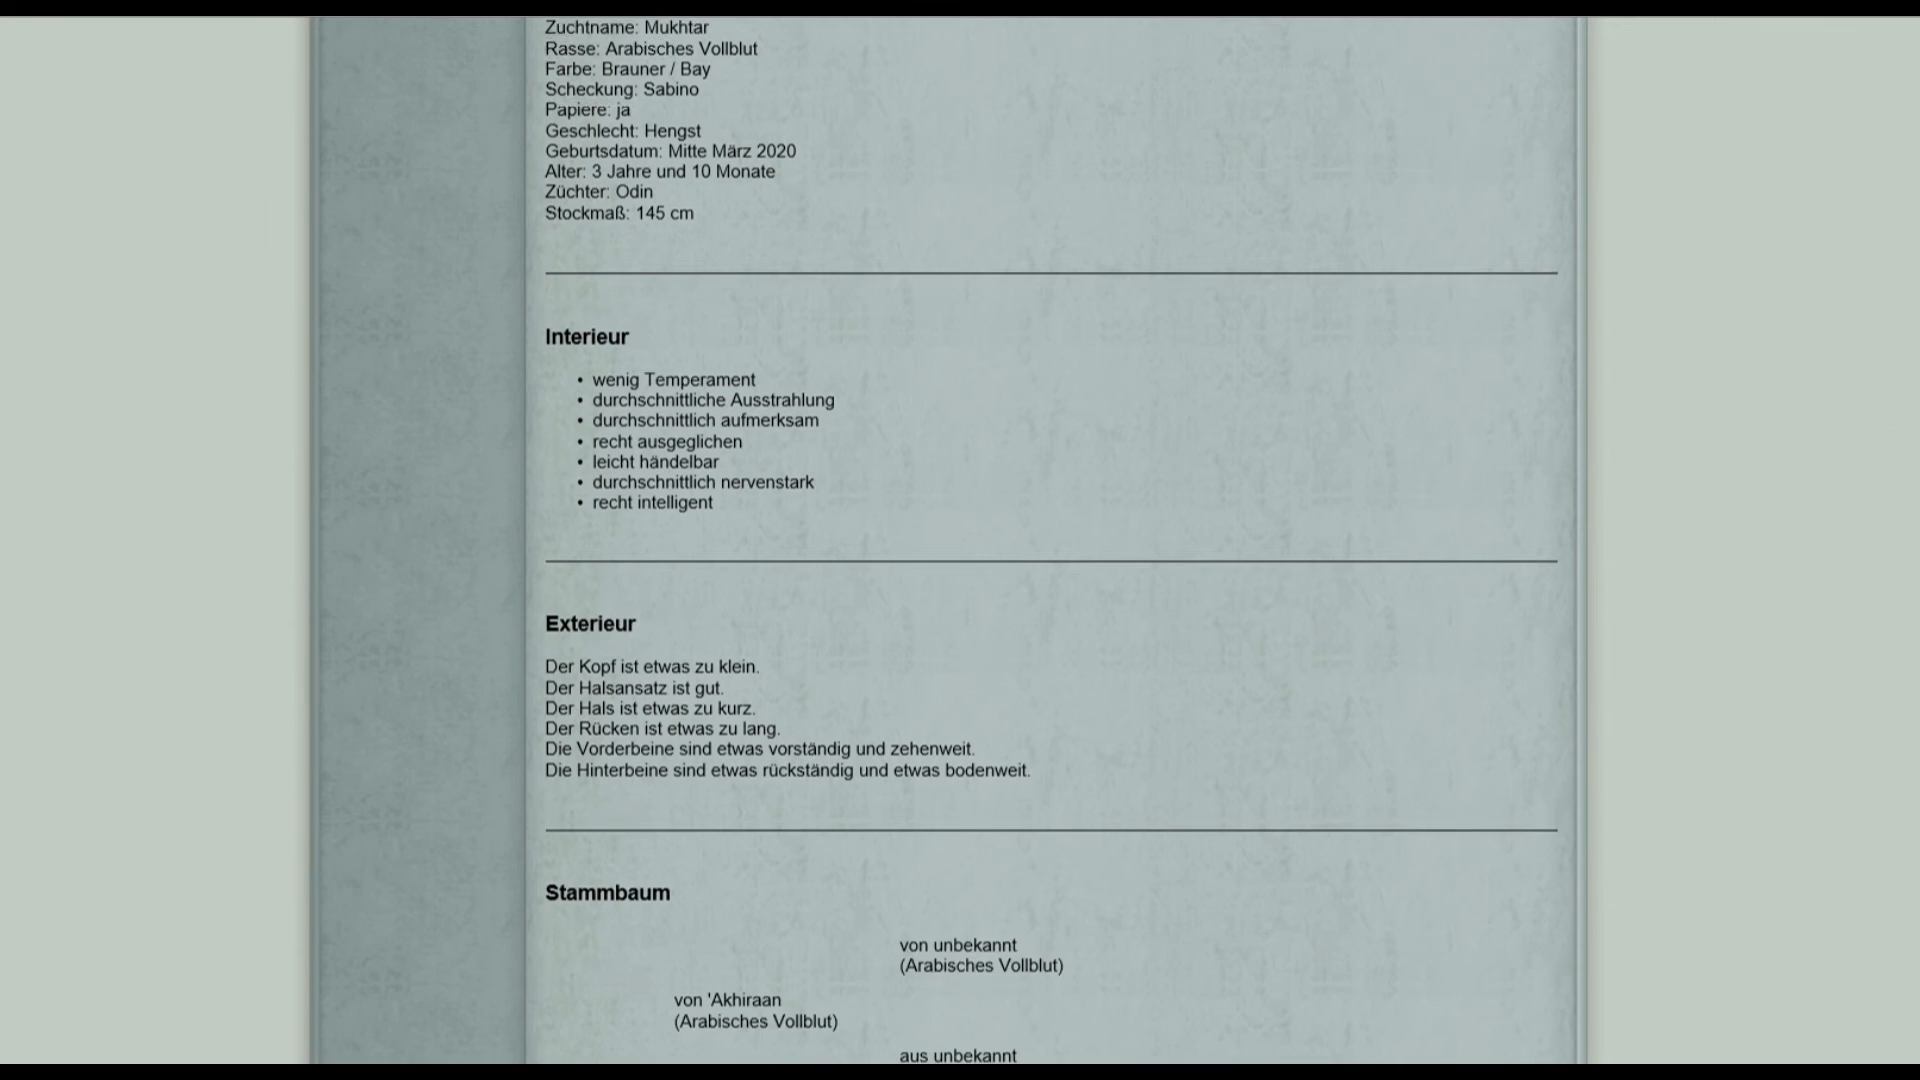 Zuchtname: Mukhtar
Rasse: Arabisches Vollblut
Farbe: Brauner / Bay
Scheckung: Sabino
Papiere: ja
Geschlecht: Hengst
Geburtsdatum: Mitte März 2020
Alter: 3 Jahre und 10 Monate
Züchter: Odin
Stockmaß: 145 cm
Interieur
• wenig Temperament
• durchschnittliche Ausstrahlung
• durchschnittlich aufmerksam
• recht ausgeglichen
• leicht händelbar
• durchschnittlich nervenstark
• recht intelligent
Exterieur
Der Kopf ist etwas zu klein.
Der Halsansatz ist gut.
Der Hals ist etwas zu kurz.
Der Rücken ist etwas zu lang.
Die Vorderbeine sind etwas vorständig und zehenweit.
Die Hinterbeine sind etwas rückständig und etwas bodenweit.
Stammbaum
von unbekannt
(Arabisches Vollblut)
von 'Akhiraan
(Arabisches Vollblut)
aus unbekannt